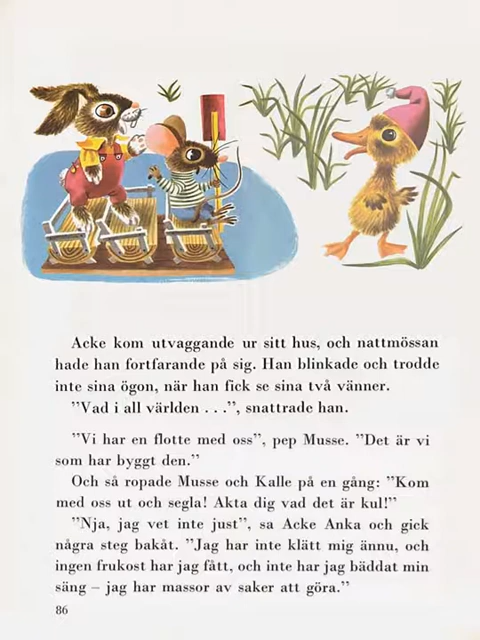 Acke kom utvaggande ur sitt hus, och nattmössan
hade han fortfarande på sig. Han blinkade och trodde
inte sina ögon, när han fick se sina två vänner.
”Vad i all världen . . .”, snattrade han.
”Vi har en flotte med oss”, pep Musse. ”Det är vi
som har byggt den.”
Och så ropade Musse och Kalle på en gång: ”Kom
med oss ut och segla! Akta dig vad det är kul!”
”Nja, jag vet inte just”, sa Acke Anka och gick
några steg bakåt. ”Jag har inte klätt mig ännu, och
ingen frukost har jag fått, och inte har jag bäddat min
säng – jag har massor av saker att göra.”
86